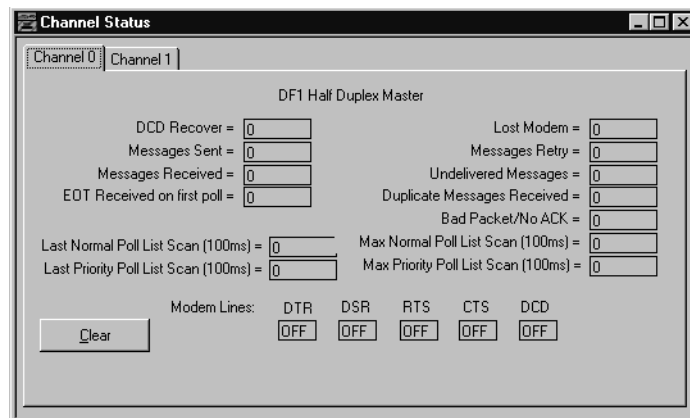 Channel Status
Channel 0 Channel 1
DF1 Half Duplex Master
DCD Recover = 0
Messages Sent = 0
Messages Received = 0
EOT Received on first poll = 0
Lost Modem = 0
Messages Retry = 0
Undelivered Messages = 0
Duplicate Messages Received = 0
Bad Packet/No ACK = 0
Last Normal Poll List Scan (100ms) = 0
Last Priority Poll List Scan (100ms) = 0
Max Normal Poll List Scan (100ms) = 0
Max Priority Poll List Scan (100ms) = 0
Modem Lines: DTR DSR RTS CTS DCD
OFF OFF OFF OFF OFF
Clear